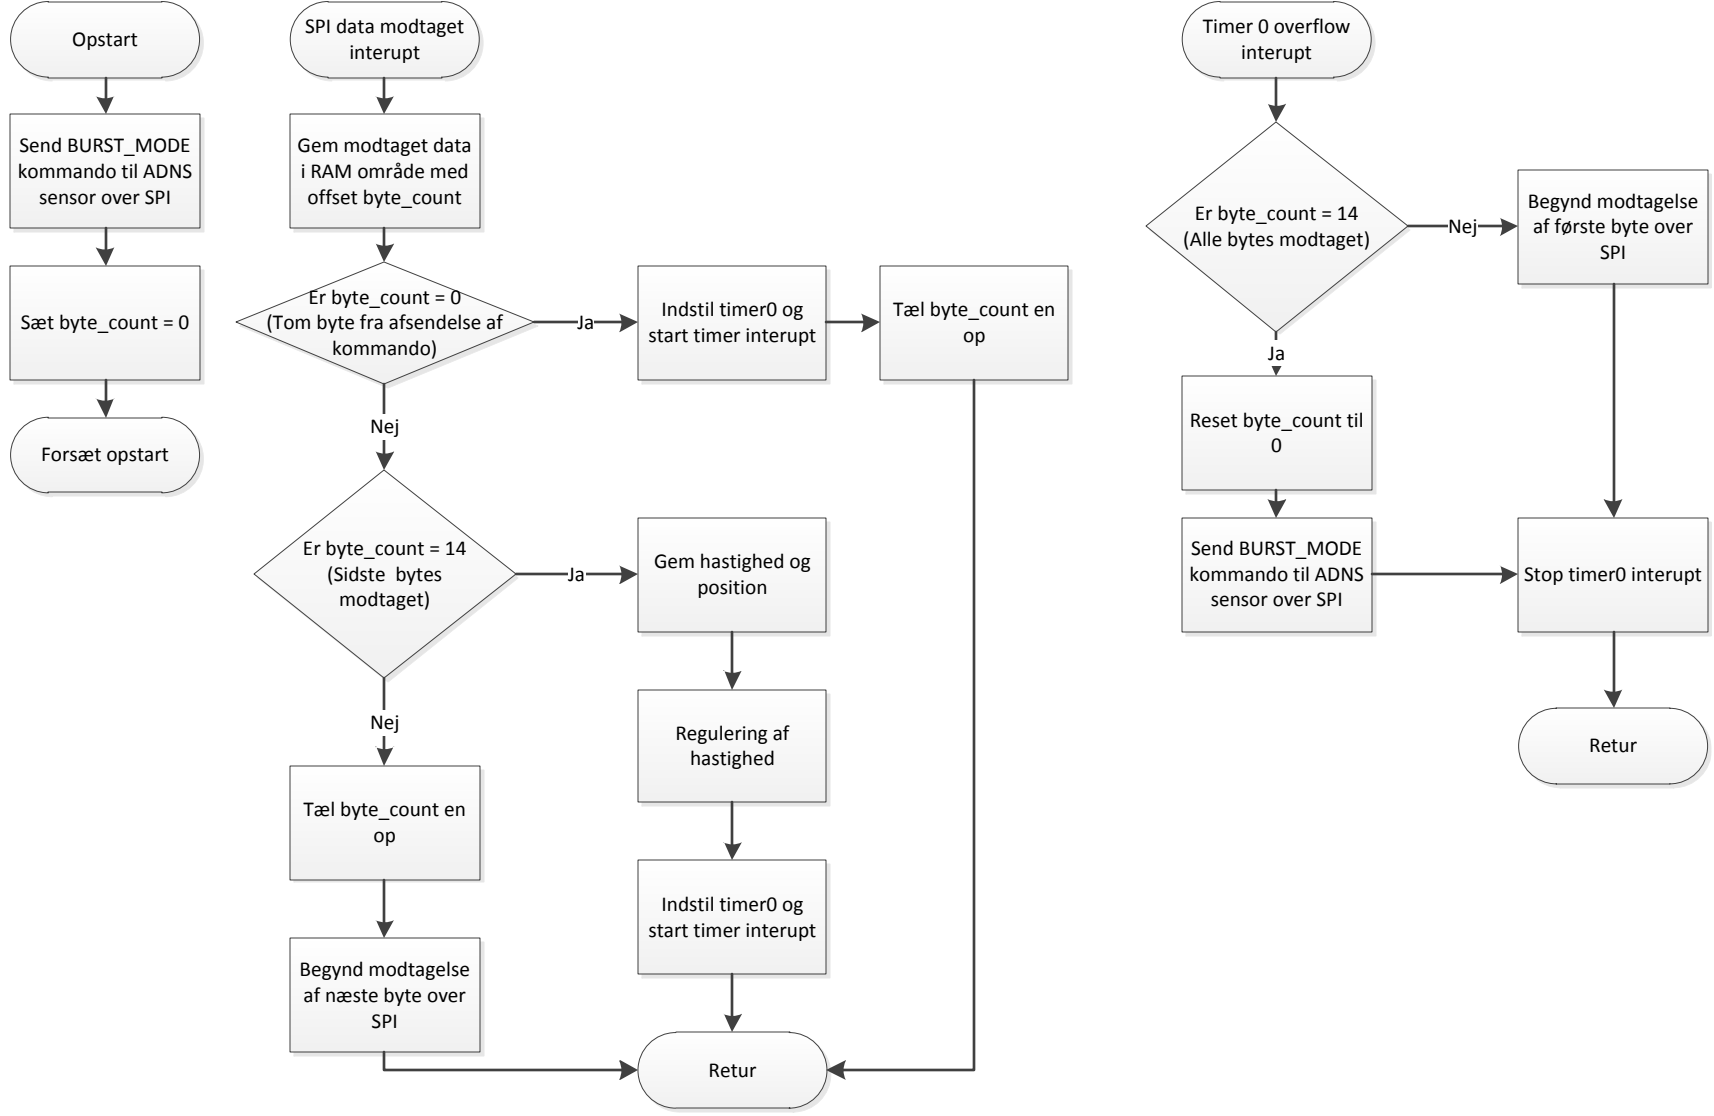 Opstart
Send BURST_MODE
kommando til ADNS
sensor over SPI
Sæt byte_count = 0
Forsæt opstart
SPI data modtaget
interupt
Gem modtaget data
i RAM område med
offset byte_count
Er byte_count = 0
(Tom byte fra afsendelse af
kommando)
Ja
Indstil timer0 og
start timer interupt
Tæl byte_count en
op
Nej
Er byte_count = 14
(Sidste bytes
modtaget)
Ja
Gem hastighed og
position
Regulering af
hastighed
Indstil timer0 og
start timer interupt
Nej
Tæl byte_count en
op
Begynd modtagelse
af næste byte over
SPI
Retur
Timer 0 overflow
interupt
Er byte_count = 14
(Alle bytes modtaget)
Nej
Begynd modtagelse
af første byte over
SPI
Ja
Reset byte_count til
0
Send BURST_MODE
kommando til ADNS
sensor over SPI
Stop timer0 interupt
Retur